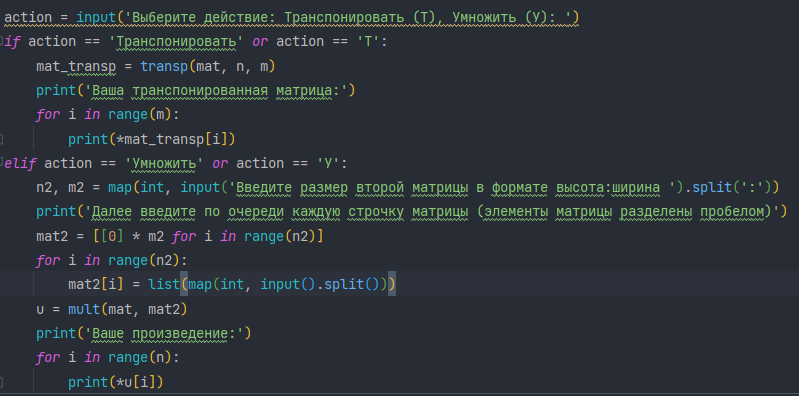 action = input('Выберите действие: Транспонировать (Т), Умножить (У): ')
if action == 'Транспонировать' or action == 'Т':
    mat_transp = transp(mat, n, m)
    print('Ваша транспонированная матрица:')
    for i in range(m):
        print(*mat_transp[i])
elif action == 'Умножить' or action == 'У':
    n2, m2 = map(int, input('Введите размер второй матрицы в формате высота:ширина ').split(':'))
    print('Далее введите по очереди каждую строчку матрицы (элементы матрицы разделены пробелом)')
    mat2 = [[0] * m2 for i in range(n2)]
    for i in range(n2):
        mat2[i] = list(map(int, input().split()))
    u = mult(mat, mat2)
    print('Ваше произведение:')
    for i in range(n):
        print(*u[i])